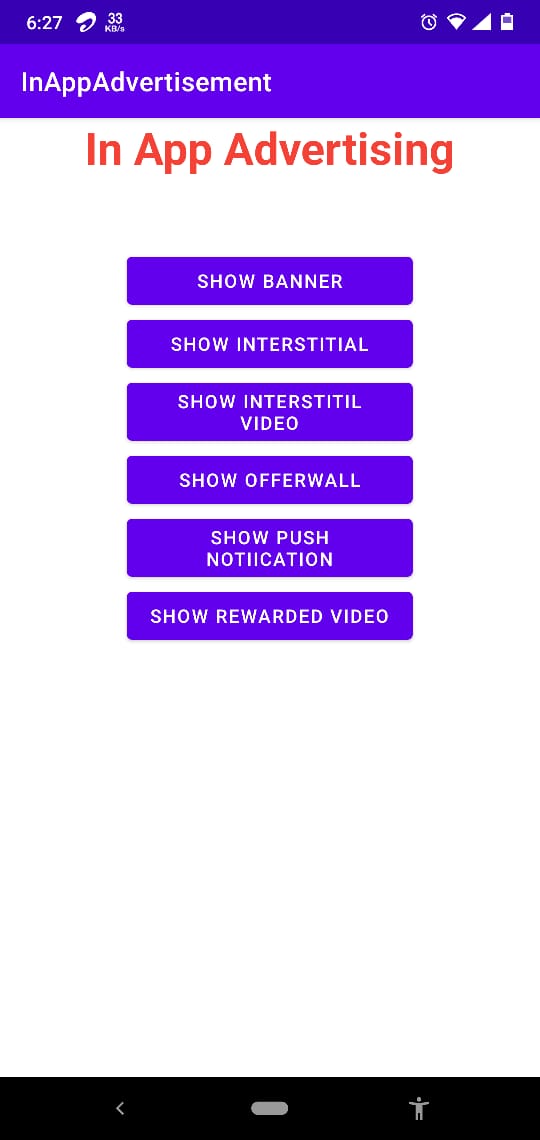 6:27 33
KB/s
InAppAdvertisement
In App Advertising
SHOW BANNER
SHOW INTERSTITIAL
SHOW INTERSTITIL
VIDEO
SHOW OFFERWALL
SHOW PUSH
NOTIICATION
SHOW REWARDED VIDEO